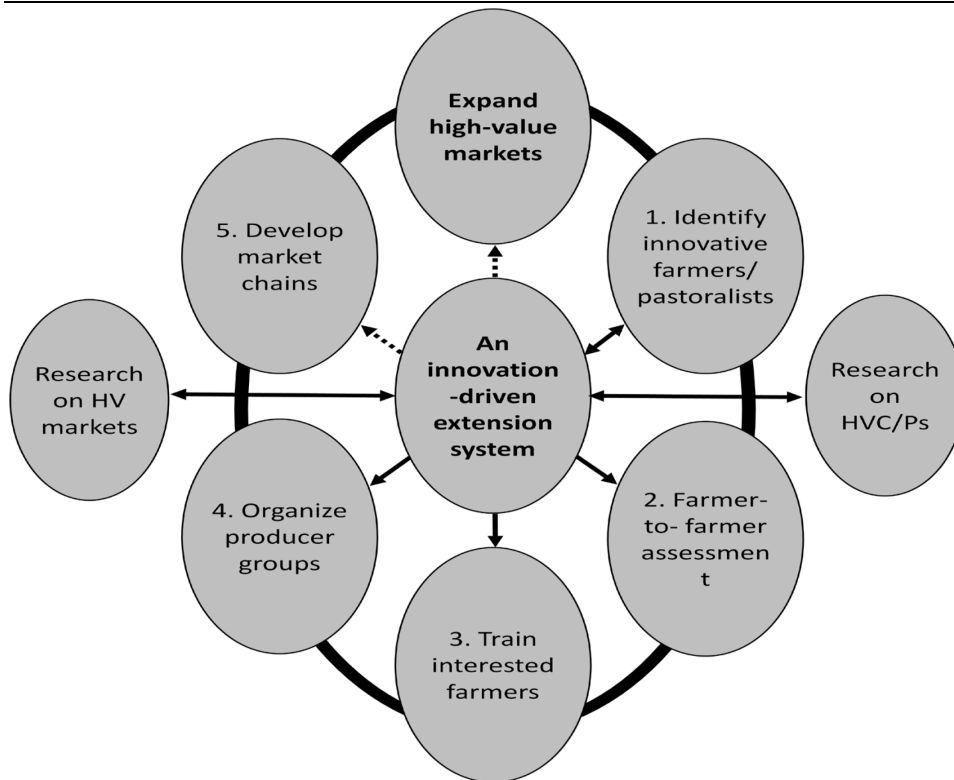 Expand
high-value
markets
1. Identify
innovative
farmers/
pastoralists
5. Develop
market
chains
An
innovation
-driven
extension
system
Research
on HV
markets
Research
on
HVC/Ps
2. Farmer-
to- farmer
assessmen
t
4. Organize
producer
groups
3. Train
interested
farmers